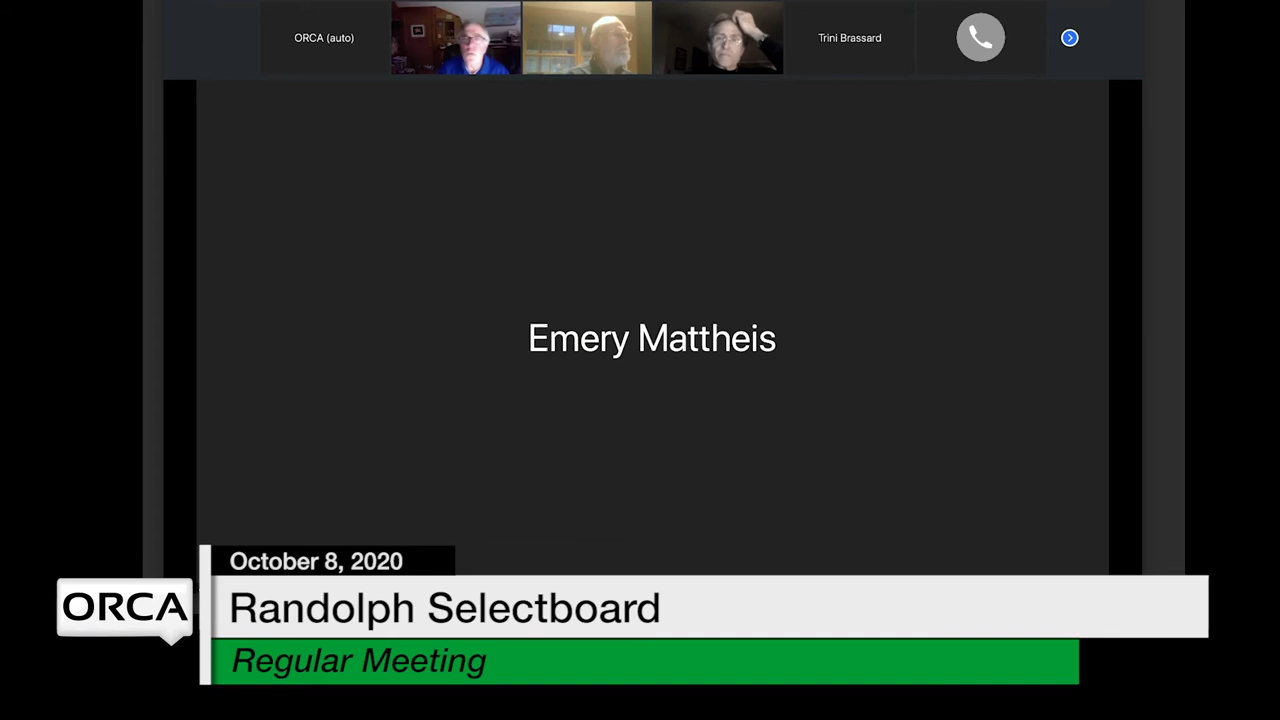 ORCA (auto)
Trini Brassard
Emery Mattheis
October 8, 2020
ORCA
Randolph Selectboard
Regular Meeting